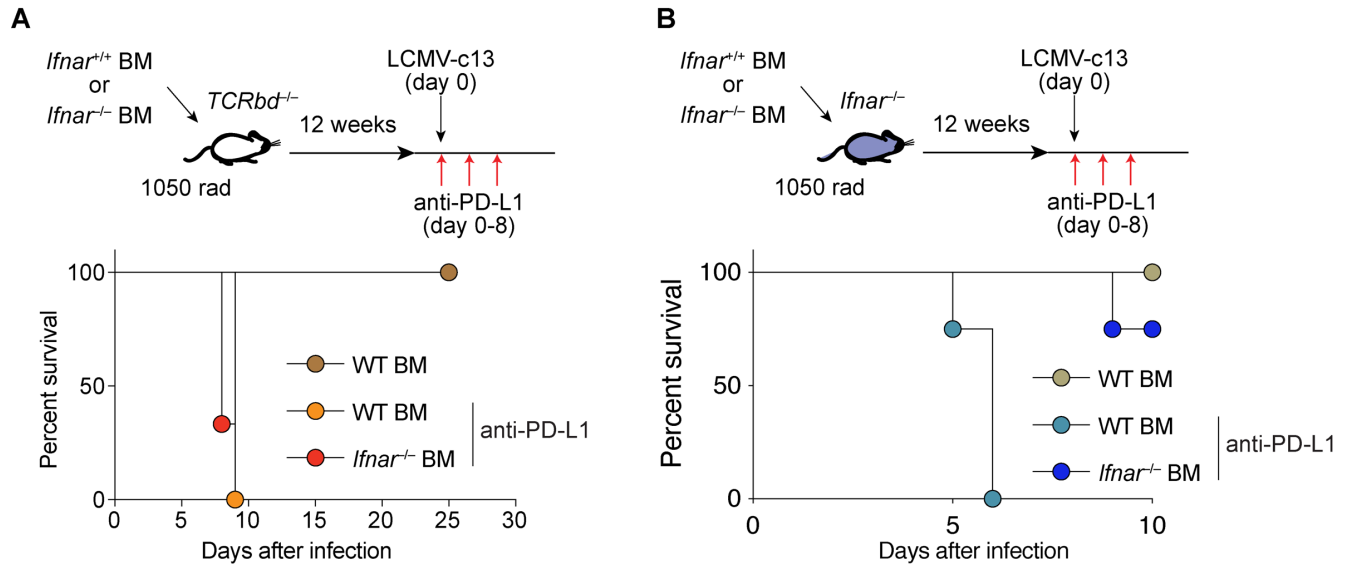 A
Ifnar+/+ BM
or
Ifnar–/– BM
TCRbd–/–
1050 rad
12 weeks
LCMV-c13
(day 0)
anti-PD-L1
(day 0-8)
Percent survival
100
50
0
0 5 10 15 20 25 30
Days after infection
WT BM
WT BM
Ifnar–/– BM
anti-PD-L1
B
Ifnar+/+ BM
or
Ifnar–/– BM
Ifnar–/–
1050 rad
12 weeks
LCMV-c13
(day 0)
anti-PD-L1
(day 0-8)
Percent survival
100
50
0
0 5 10
Days after infection
WT BM
WT BM
Ifnar–/– BM
anti-PD-L1